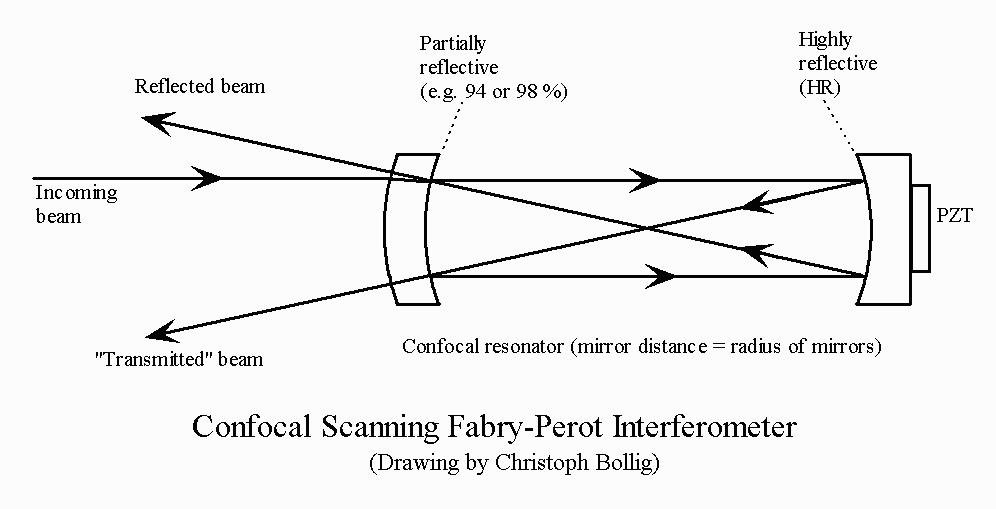 Partially
reflective
(e.g. 94 or 98 %)
Highly
reflective
(HR)
Reflected beam
Incoming
beam
PZT
"Transmitted" beam
Confocal resonator (mirror distance = radius of mirrors)
Confocal Scanning Fabry-Perot Interferometer
(Drawing by Christoph Bollig)